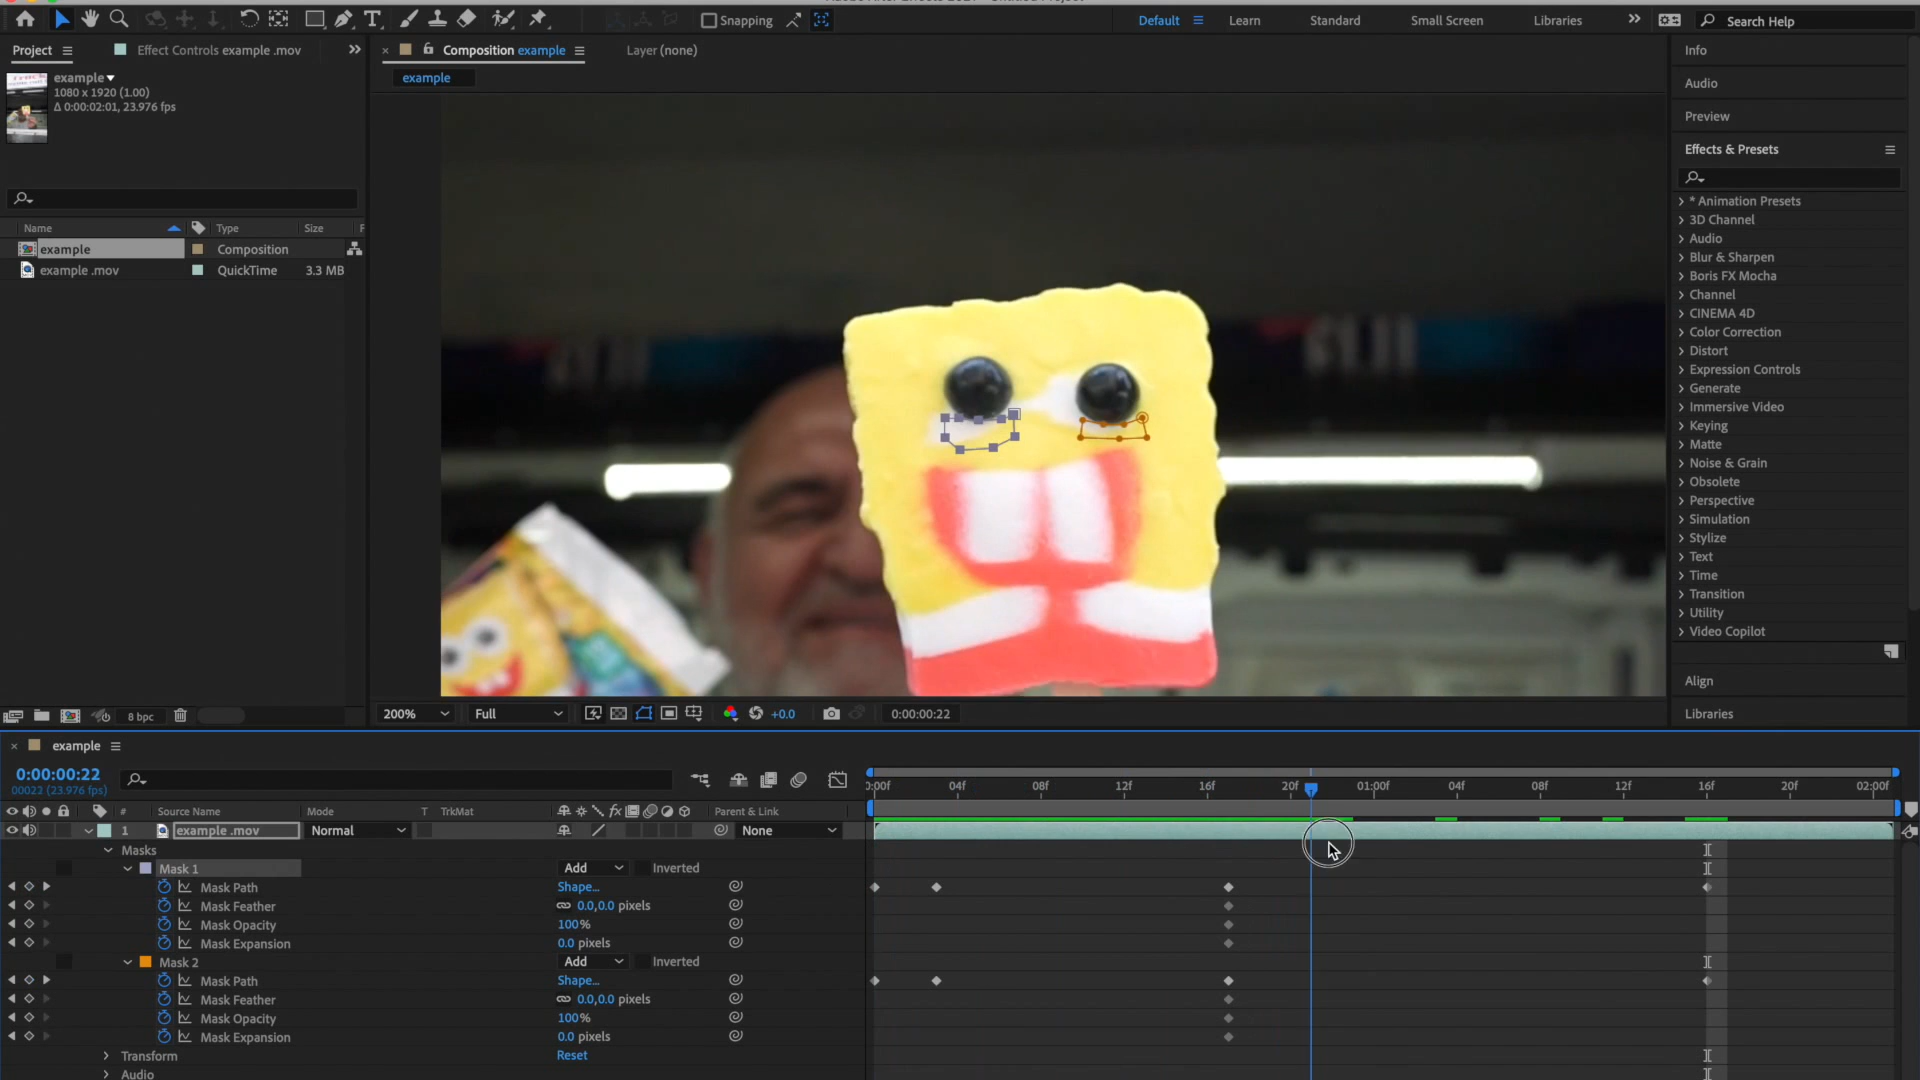 Snapping
Default
Learn
Standard
Small Screen
Libraries
Search Help
Project
Effect Controls example .mov
Composition example
Layer (none)
example
1080 x 1920 (1.00)
Δ 0:00:02:01, 23.976 fps
example
Name
Type
Size
F
example
Composition
example .mov
QuickTime
3.3 MB
8 bpc
200%
Full
+0.0
0:00:00:22
Info
Audio
Preview
Effects & Presets
* Animation Presets
3D Channel
Audio
Blur & Sharpen
Boris FX Mocha
Channel
CINEMA 4D
Color Correction
Distort
Expression Controls
Generate
Immersive Video
Keying
Matte
Noise & Grain
Obsolete
Perspective
Simulation
Stylize
Text
Time
Transition
Utility
Video Copilot
Align
Libraries
example
0:00:00:22
00022 (23.976 fps)
:00f 04f 08f 12f 16f 20f 01:00f 04f 08f 12f 16f 20f 02:00f
# Source Name Mode T TrkMat fx Parent & Link
1 example .mov Normal None
Masks
Mask 1 Add Inverted
Mask Path Shape...
Mask Feather 0.0,0.0 pixels
Mask Opacity 100%
Mask Expansion 0.0 pixels
Mask 2 Add Inverted
Mask Path Shape...
Mask Feather 0.0,0.0 pixels
Mask Opacity 100%
Mask Expansion 0.0 pixels
Transform Reset
Audio